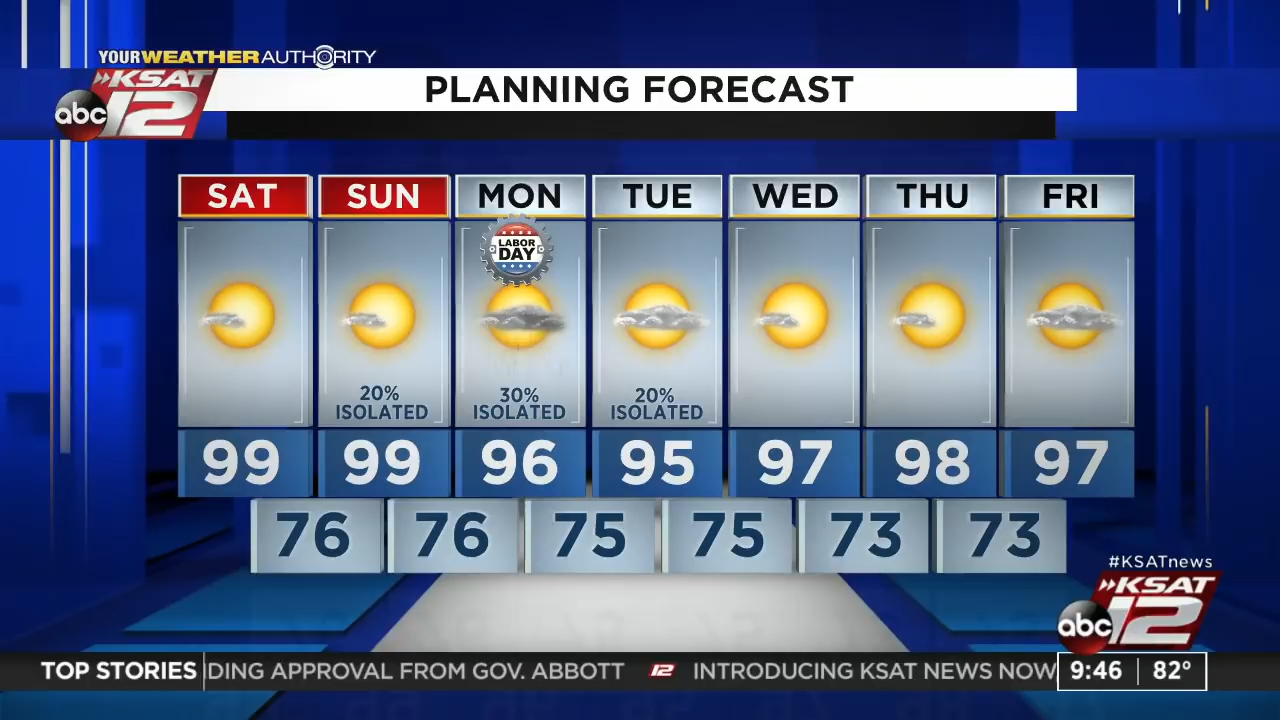 YOUR WEATHER AUTHORITY
KSAT
abc 12
PLANNING FORECAST
SAT SUN MON TUE WED THU FRI
LABOR
DAY
20% 30% 20%
ISOLATED ISOLATED ISOLATED
99 99 96 95 97 98 97
76 76 75 75 73 73
#KSATnews
KSAT
abc 12
TOP STORIES DING APPROVAL FROM GOV. ABBOTT 12 INTRODUCING KSAT NEWS NOW 9:46 82°